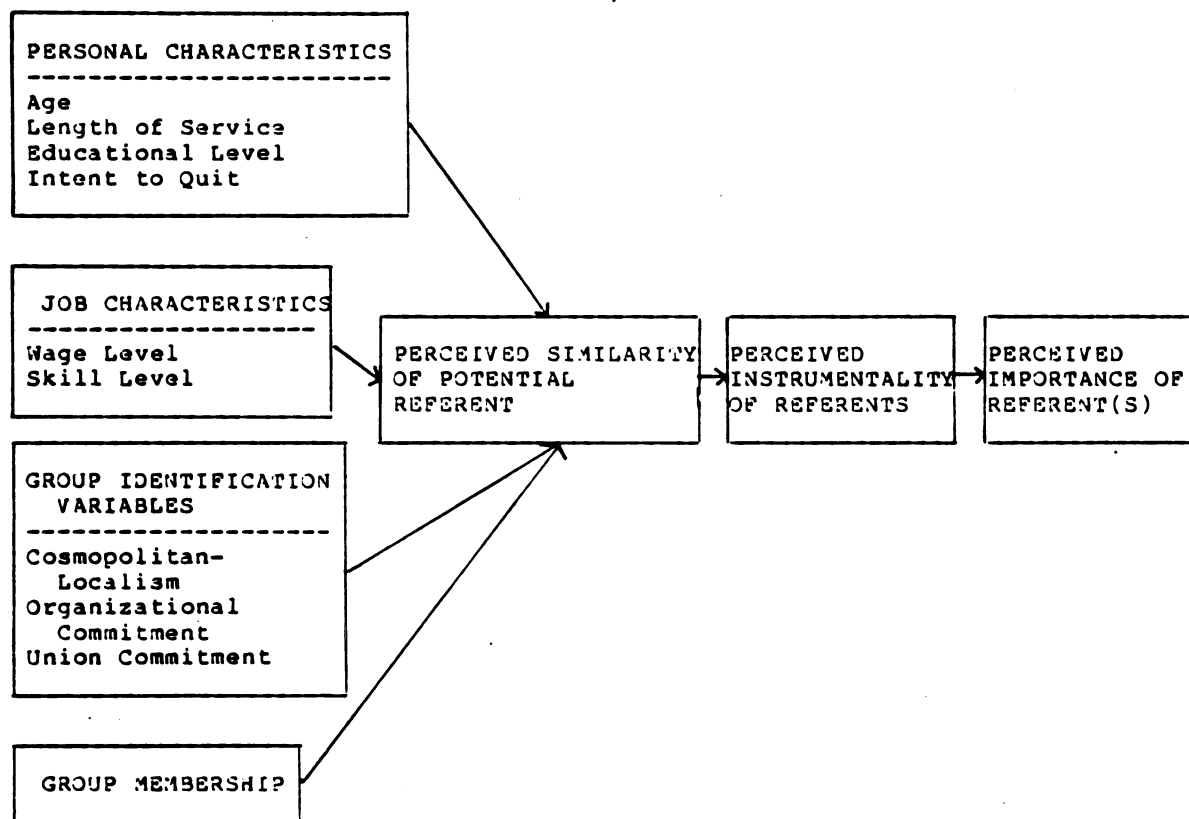 PERSONAL CHARACTERISTICS
-------------------------
Age
Length of Service
Educational Level
Intent to Quit
JOB CHARACTERISTICS
--------------------
Wage Level
Skill Level
PERCEIVED SIMILARITY
OF POTENTIAL
REFERENT
PERCEIVED
INSTRUMENTALITY
OF REFERENTS
PERCEIVED
IMPORTANCE OF
REFERENT(S)
GROUP IDENTIFICATION
VARIABLES
---------------------
Cosmopolitan-
Localism
Organizational
Commitment
Union Commitment
GROUP MEMBERSHIP